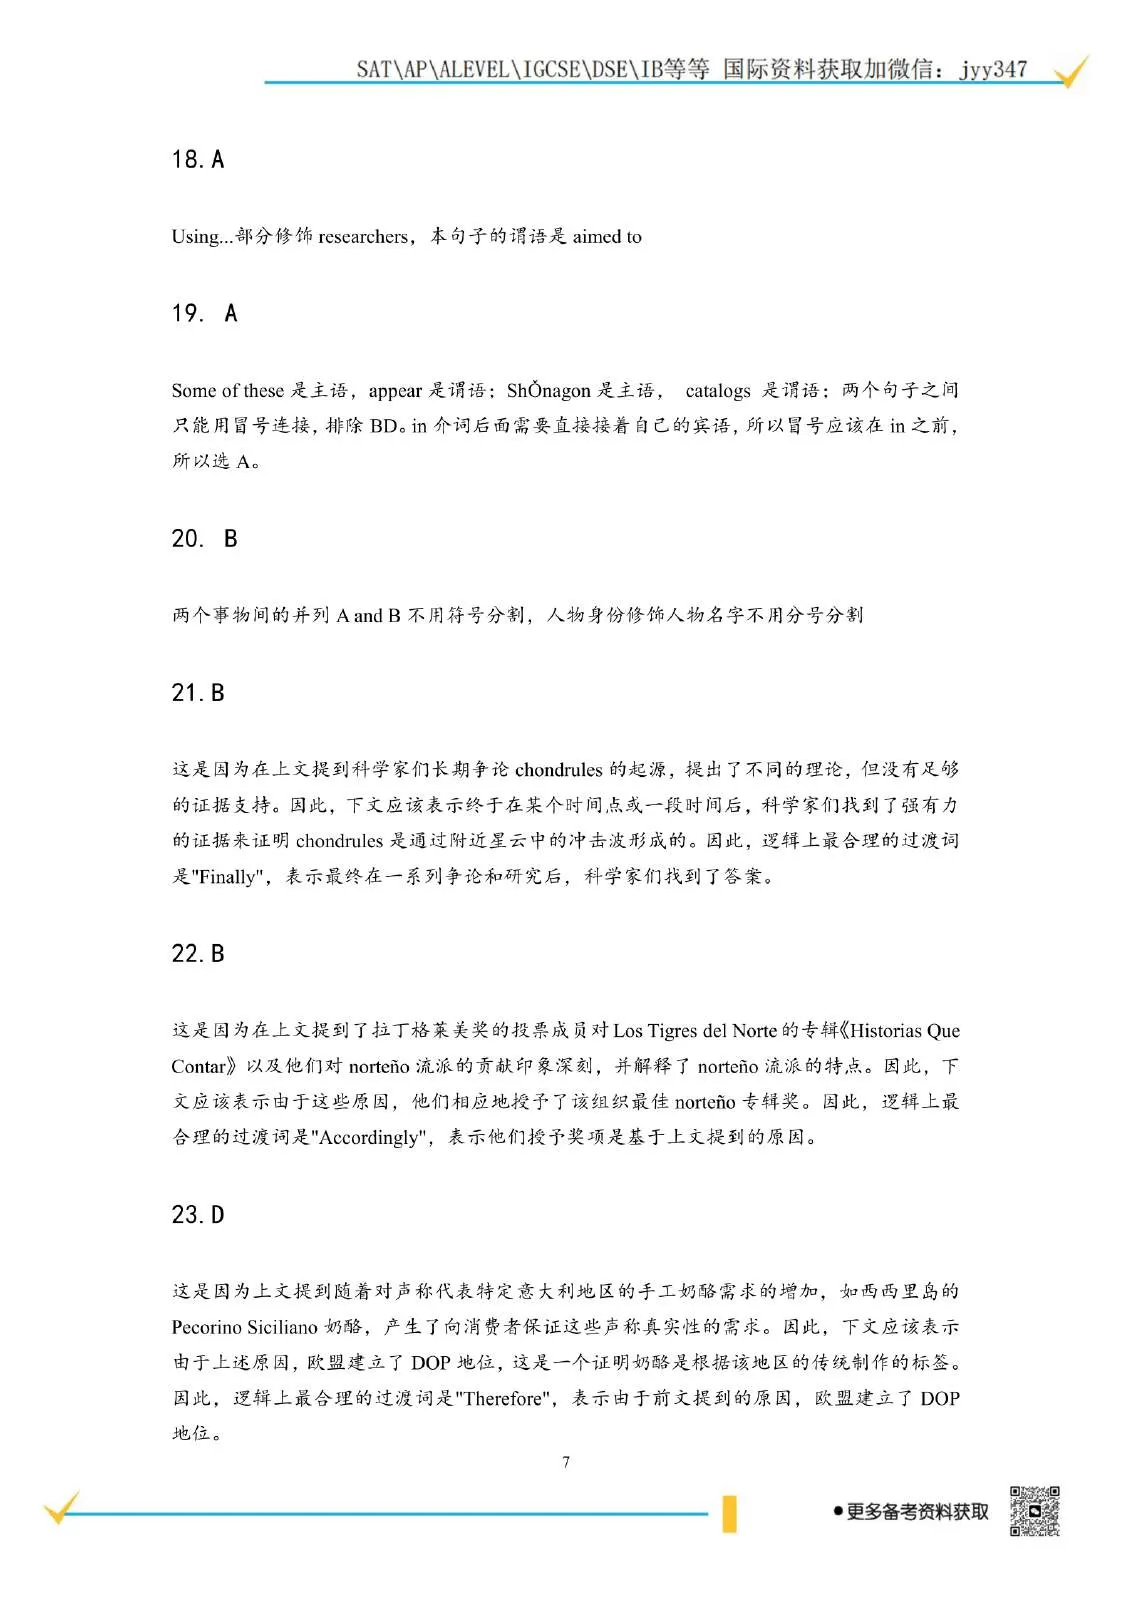 SAT\AP\ALEVEL\IGCSE\DSE\IB等等 国际资料获取加微信：jyy347
18.A
Using...部分修饰 researchers，本句子的谓语是 aimed to
19. A
Some of these 是主语，appear 是谓语；ShǑnagon 是主语， catalogs 是谓语；两个句子之间
只能用冒号连接，排除 BD。in 介词后面需要直接接着自己的宾语，所以冒号应该在 in 之前，
所以选 A。
20. B
两个事物间的并列 A and B 不用符号分割，人物身份修饰人物名字不用分号分割
21.B
这是因为在上文提到科学家们长期争论 chondrules 的起源，提出了不同的理论，但没有足够
的证据支持。因此，下文应该表示终于在某个时间点或一段时间后，科学家们找到了强有力
的证据来证明 chondrules 是通过附近星云中的冲击波形成的。因此，逻辑上最合理的过渡词
是"Finally"，表示最终在一系列争论和研究后，科学家们找到了答案。
22.B
这是因为在上文提到了拉丁格莱美奖的投票成员对 Los Tigres del Norte 的专辑《Historias Que
Contar》以及他们对 norteño 流派的贡献印象深刻，并解释了 norteño 流派的特点。因此，下
文应该表示由于这些原因，他们相应地授予了该组织最佳 norteño 专辑奖。因此，逻辑上最
合理的过渡词是"Accordingly"，表示他们授予奖项是基于上文提到的原因。
23.D
这是因为上文提到随着对声称代表特定意大利地区的手工奶酪需求的增加，如西西里岛的
Pecorino Siciliano 奶酪，产生了向消费者保证这些声称真实性的需求。因此，下文应该表示
由于上述原因，欧盟建立了 DOP 地位，这是一个证明奶酪是根据该地区的传统制作的标签。
因此，逻辑上最合理的过渡词是"Therefore"，表示由于前文提到的原因，欧盟建立了 DOP
地位。
7
●更多备考资料获取